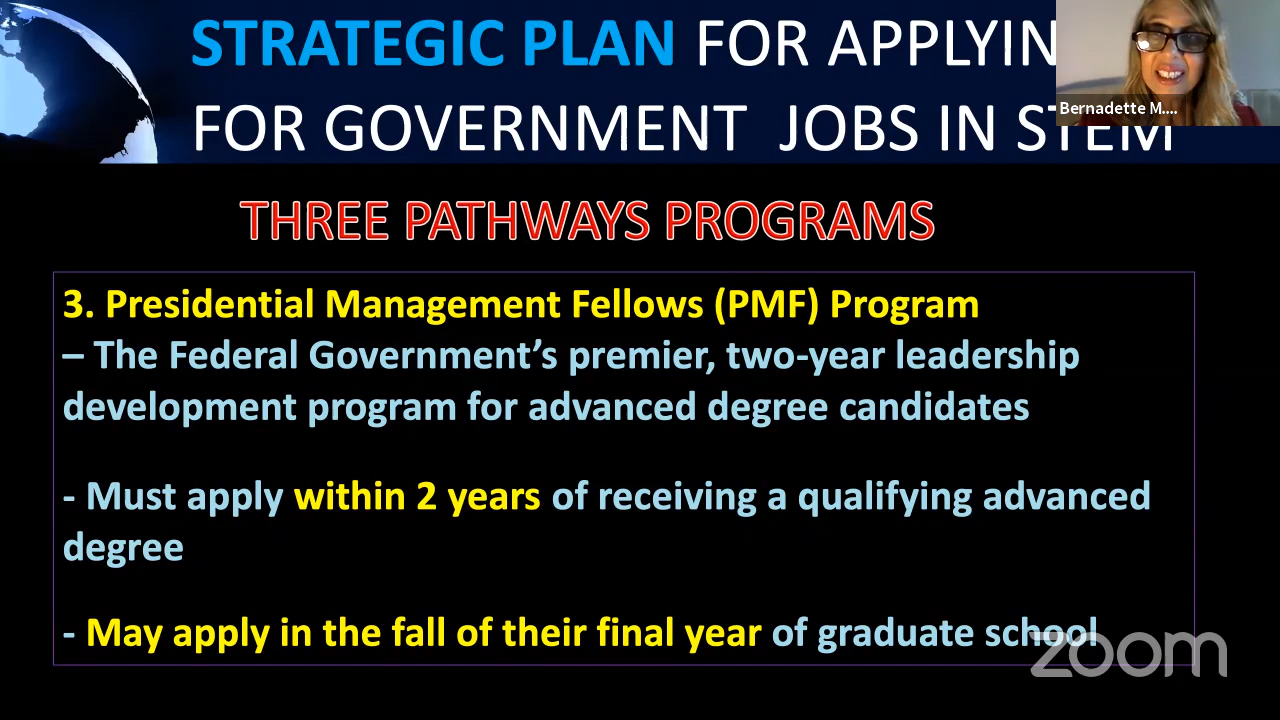 STRATEGIC PLAN FOR APPLYIN
FOR GOVERNMENT JOBS IN STEM
Bernadette M....
THREE PATHWAYS PROGRAMS
3. Presidential Management Fellows (PMF) Program
– The Federal Government’s premier, two-year leadership
development program for advanced degree candidates
- Must apply within 2 years of receiving a qualifying advanced
degree
- May apply in the fall of their final year of graduate school
zoom